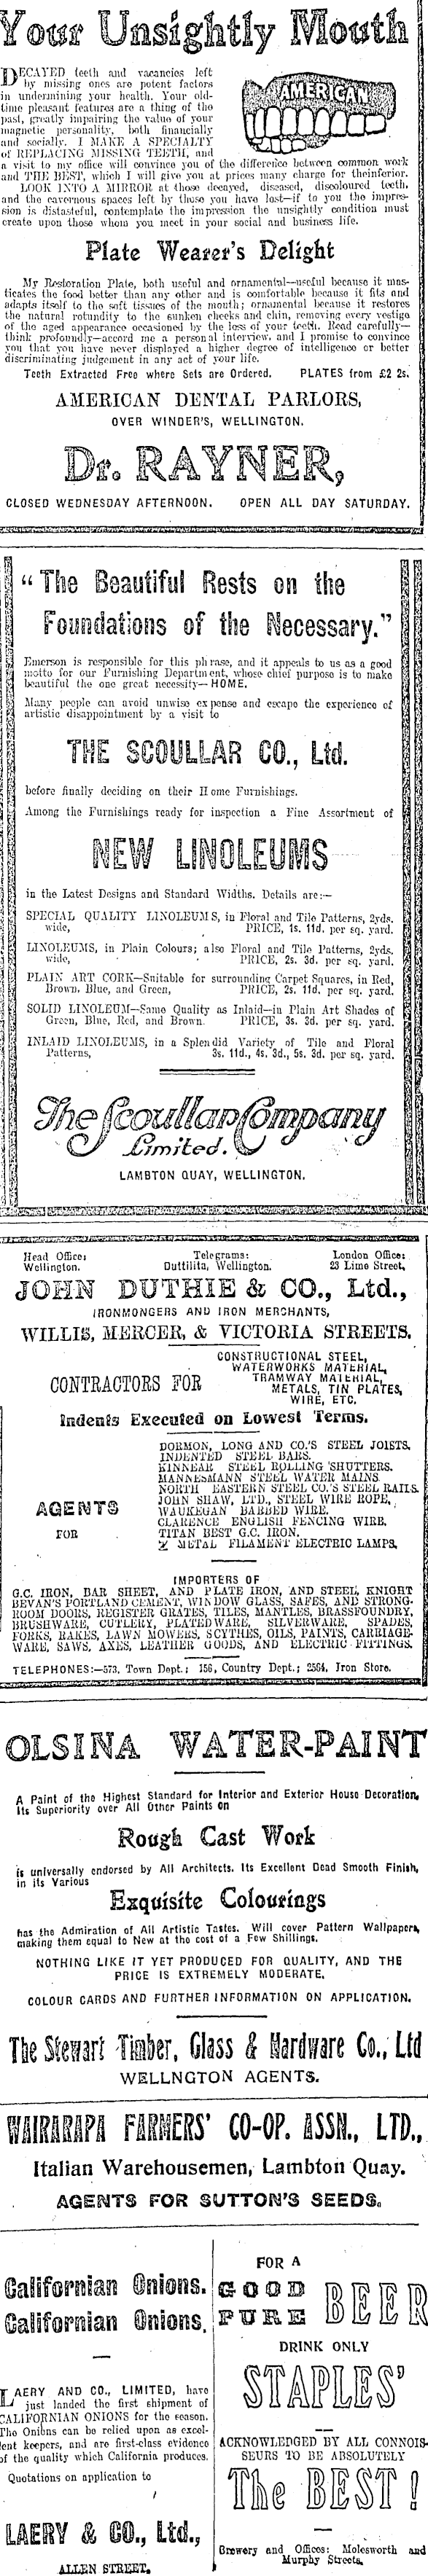 Your Unsightly Mouth
DECAYED teeth and vacancies left
by missing ones are potent factors
in undermining your health. Your old-
time pleasant features are a thing of the
past, greatly impairing the value of your
magnetic personality, both financially
and socially. I MAKE A SPECIALTY
of REPLACING MISSING TEETH, and
AMERICAN
a visit to my office will convince you of the difference between common work
and THE BEST, which I will give you at prices many charge for theinferior.
LOOK INTO A MIRROR at those decayed, diseased, discoloured teeth,
and the cavernous spaces left by those you have lost—if to you the impres-
sion is distasteful, contemplate the impression the unsightly condition must
create upon those whom you meet in your social and business life.
Plate Wearer's Delight
My Restoration Plate, both useful and ornamental—useful because it mas-
ticates the food better than any other and is comfortable because it fits and
adapts itself to the soft tissues of the mouth; ornamental because it restores
the natural rotundity to the sunken cheeks and chin, removing every vestige
of the aged appearance occasioned by the loss of your teeth. Read carefully—
think profoundly—accord me a personal interview, and I promise to convince
you that you have never displayed a higher degree of intelligence or better
discriminating judgement in any act of your life.
Teeth Extracted Free where Sets are Ordered. PLATES from £2 2s.
AMERICAN DENTAL PARLORS,
OVER WINDER'S, WELLINGTON.
Dr. RAYNER,
CLOSED WEDNESDAY AFTERNOON. OPEN ALL DAY SATURDAY.
"The Beautiful Rests on the
Foundations of the Necessary."
Emerson is responsible for this phrase, and it appeals to us as a good
motto for our Furnishing Department, whose chief purpose is to make
beautiful the one great necessity—HOME.
Many people can avoid unwise expense and escape the experience of
artistic disappointment by a visit to
THE SCOULLAR CO., Ltd.
before finally deciding on their Home Furnishings.
Among the Furnishings ready for inspection a Fine Assortment of
NEW LINOLEUMS
in the Latest Designs and Standard Widths. Details are:—
SPECIAL QUALITY LINOLEUMS, in Floral and Tile Patterns, 2yds.
wide, PRICE, 1s. 11d. per sq. yard.
LINOLEUMS, in Plain Colours; also Floral and Tile Patterns, 2yds.
wide, PRICE, 2s. 3d. per sq. yard.
PLAIN ART CORK—Suitable for surrounding Carpet Squares, in Red,
Brown, Blue, and Green, PRICE, 2s. 11d. per sq. yard.
SOLID LINOLEUM—Same Quality as Inlaid—in Plain Art Shades of
Green, Blue, Red, and Brown. PRICE, 3s. 3d. per sq. yard.
INLAID LINOLEUMS, in a Splendid Variety of Tile and Floral
Patterns, 3s. 11d., 4s. 3d., 5s. 3d. per sq. yard.
The Scoullar Company
Limited.
LAMBTON QUAY, WELLINGTON.
Head Office: Telegrams: London Office:
Wellington. Duttilita, Wellington. 23 Lime Street,
JOHN DUTHIE & CO., Ltd.,
IRONMONGERS AND IRON MERCHANTS,
WILLIS, MERCER, & VICTORIA STREETS.
CONTRACTORS FOR
CONSTRUCTIONAL STEEL,
WATERWORKS MATERIAL,
TRAMWAY MATERIAL,
METALS, TIN PLATES,
WIRE, ETC.
Indents Executed on Lowest Terms.
AGENTS
FOR
DORMON, LONG AND CO.'S STEEL JOISTS.
INDENTED STEEL BARS.
KINNEAR STEEL ROLLING SHUTTERS.
MANNESMANN STEEL WATER MAINS.
NORTH EASTERN STEEL CO.'S STEEL RAILS.
JOHN SHAW, LTD., STEEL WIRE ROPE,
WAUKEGAN BARBED WIRE.
CLARENCE ENGLISH FENCING WIRE.
TITAN BEST G.C. IRON.
Z METAL FILAMENT ELECTRIC LAMPS.
IMPORTERS OF
G.C. IRON, BAR SHEET, AND PLATE IRON, AND STEEL, KNIGHT
BEVAN'S PORTLAND CEMENT, WINDOW GLASS, SAFES, AND STRONG-
ROOM DOORS, REGISTER GRATES, TILES, MANTLES, BRASSFOUNDRY,
BRUSHWARE, CUTLERY, PLATEDWARE, SILVERWARE, SPADES,
FORKS, RAKES, LAWN MOWERS, SCYTHES, OILS, PAINTS, CARRIAGE-
WARE, SAWS, AXES, LEATHER GOODS, AND ELECTRIC FITTINGS.
TELEPHONES:—573, Town Dept.; 156, Country Dept.; 2564, Iron Store.
OLSINA WATER-PAINT
A Paint of the Highest Standard for Interior and Exterior House Decoration,
Its Superiority over All Other Paints on
Rough Cast Work
is universally endorsed by All Architects. Its Excellent Dead Smooth Finish,
in its Various
Exquisite Colourings
has the Admiration of All Artistic Tastes. Will cover Pattern Wallpapers,
making them equal to New at the cost of a Few Shillings.
NOTHING LIKE IT YET PRODUCED FOR QUALITY, AND THE
PRICE IS EXTREMELY MODERATE.
COLOUR CARDS AND FURTHER INFORMATION ON APPLICATION.
The Stewart Timber, Glass & Hardware Co., Ltd
WELLNGTON AGENTS.
WAIRARAPA FARMERS' CO-OP. ASSN., LTD.,
Italian Warehousemen, Lambton Quay.
AGENTS FOR SUTTON'S SEEDS.
Californian Onions.
Californian Onions.
LAERY AND CO., LIMITED, have
just landed the first shipment of
CALIFORNIAN ONIONS for the season.
The Onions can be relied upon as excel-
lent keepers, and are first-class evidence
of the quality which California produces.
Quotations on application to
LAERY & CO., Ltd.,
ALLEN STREET.
FOR A
GOOD
PURE
BEER
DRINK ONLY
STAPLES'
ACKNOWLEDGED BY ALL CONNOIS-
SEURS TO BE ABSOLUTELY
The BEST!
Brewery and Offices: Molesworth and
Murphy Streets.